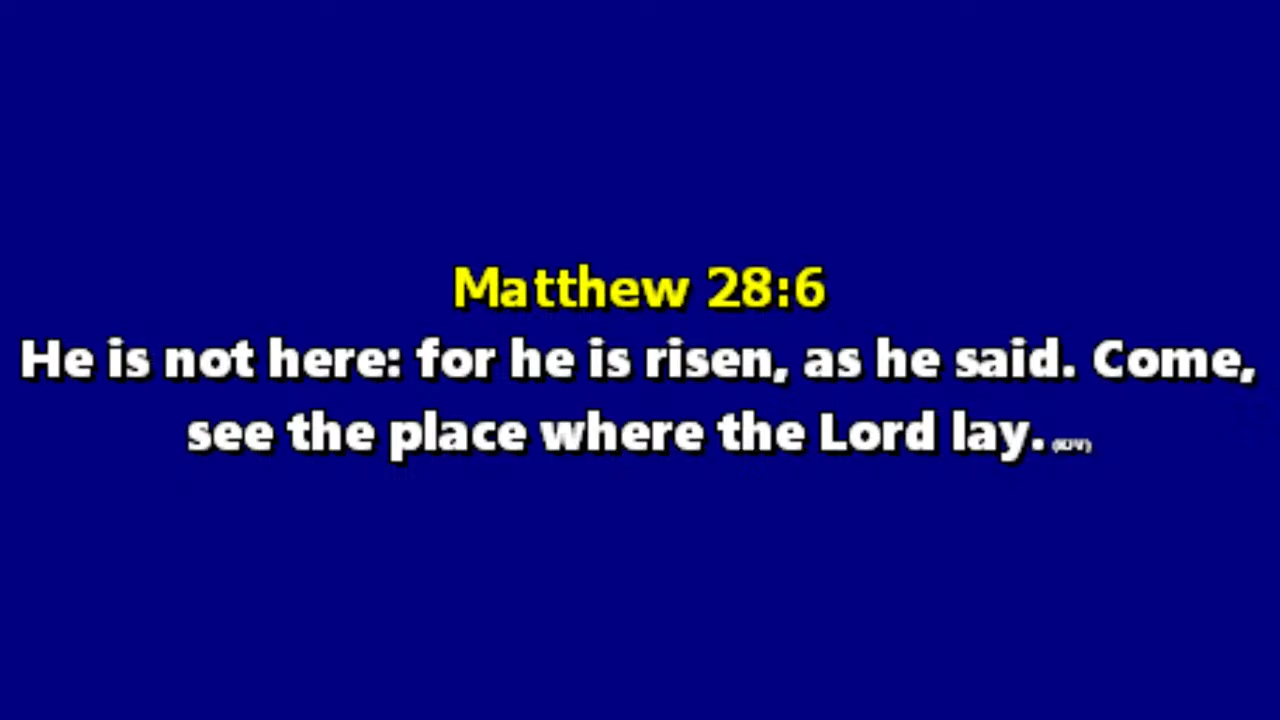 Matthew 28:6
He is not here: for he is risen, as he said. Come,
see the place where the Lord lay. (KJV)